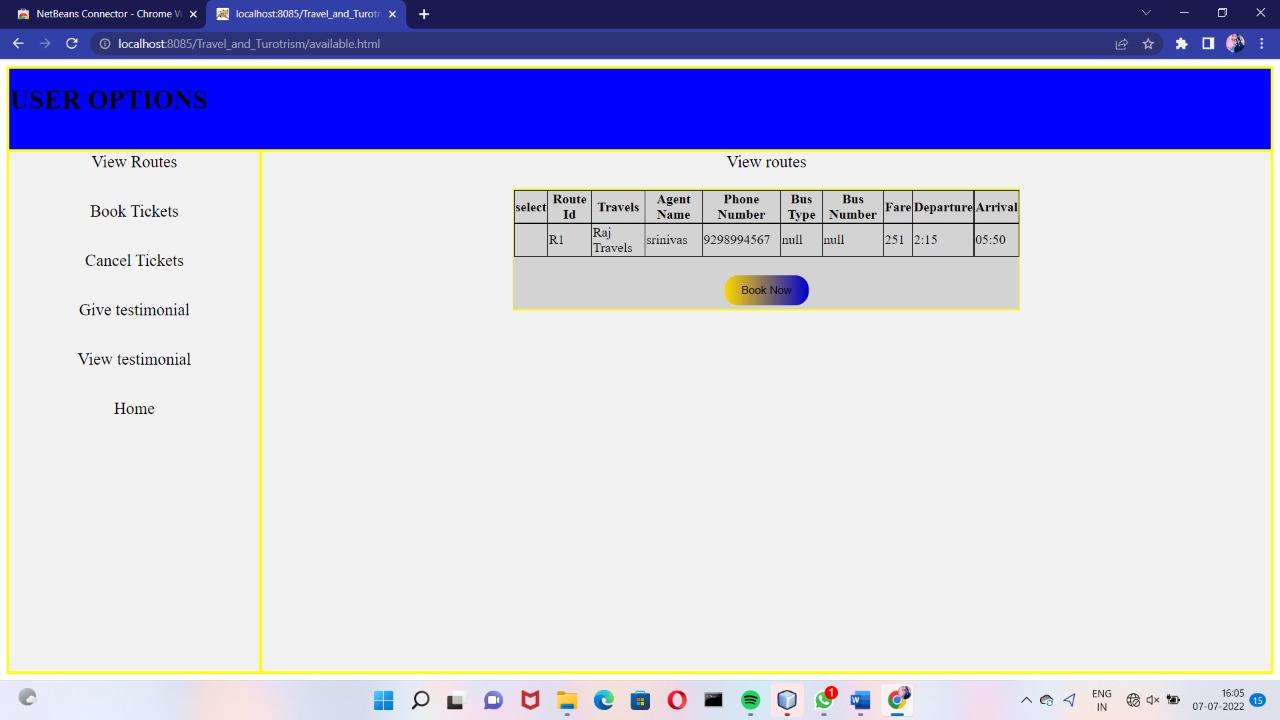 NetBeans Connector - Chrome W
localhost:8085/Travel_and_Turotri
localhost:8085/Travel_and_Turotrism/available.html
USER OPTIONS
View Routes
Book Tickets
Cancel Tickets
Give testimonial
View testimonial
Home
View routes
select Route Id Travels Agent Name Phone Number Bus Type Bus Number Fare Departure Arrival
R1 Raj Travels srinivas 9298994567 null null 251 2:15 05:50
Book Now
1
ENG
IN
16:05
07-07-2022
15